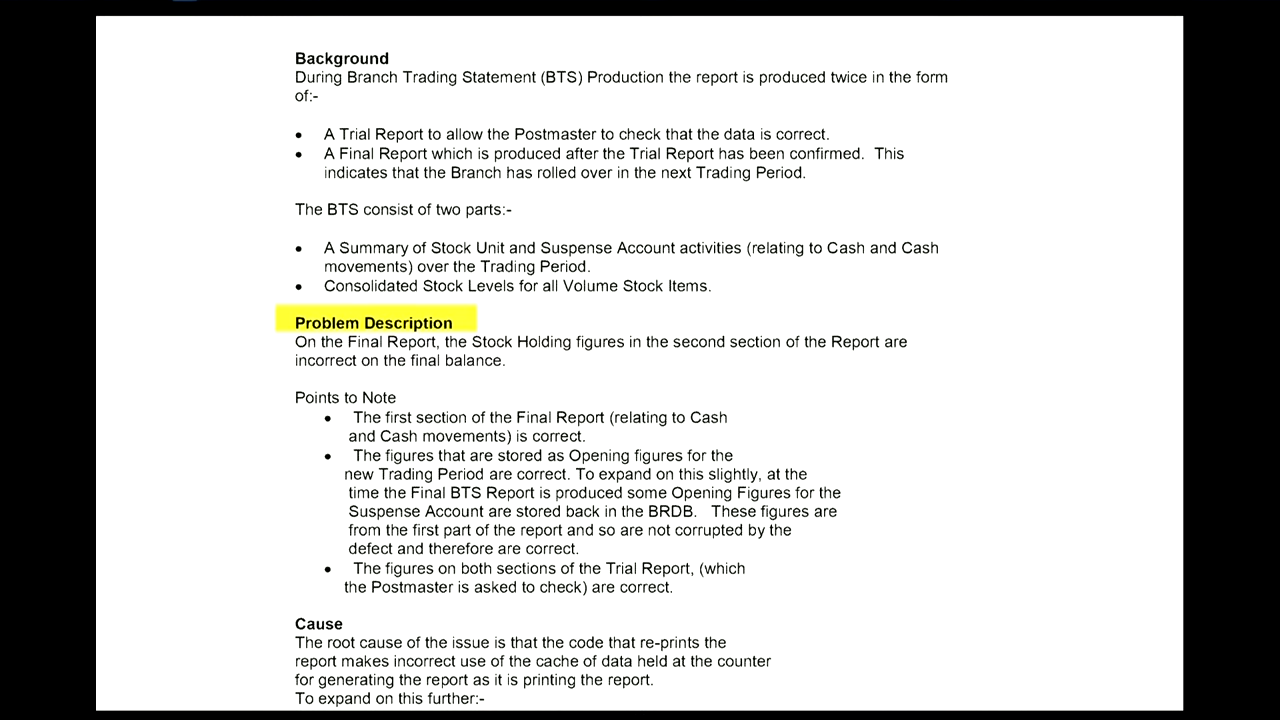 Background
During Branch Trading Statement (BTS) Production the report is produced twice in the form
of:-
• A Trial Report to allow the Postmaster to check that the data is correct.
• A Final Report which is produced after the Trial Report has been confirmed. This
indicates that the Branch has rolled over in the next Trading Period.
The BTS consist of two parts:-
• A Summary of Stock Unit and Suspense Account activities (relating to Cash and Cash
movements) over the Trading Period.
• Consolidated Stock Levels for all Volume Stock Items.
Problem Description
On the Final Report, the Stock Holding figures in the second section of the Report are
incorrect on the final balance.
Points to Note
• The first section of the Final Report (relating to Cash
and Cash movements) is correct.
• The figures that are stored as Opening figures for the
new Trading Period are correct. To expand on this slightly, at the
time the Final BTS Report is produced some Opening Figures for the
Suspense Account are stored back in the BRDB. These figures are
from the first part of the report and so are not corrupted by the
defect and therefore are correct.
• The figures on both sections of the Trial Report, (which
the Postmaster is asked to check) are correct.
Cause
The root cause of the issue is that the code that re-prints the
report makes incorrect use of the cache of data held at the counter
for generating the report as it is printing the report.
To expand on this further:-